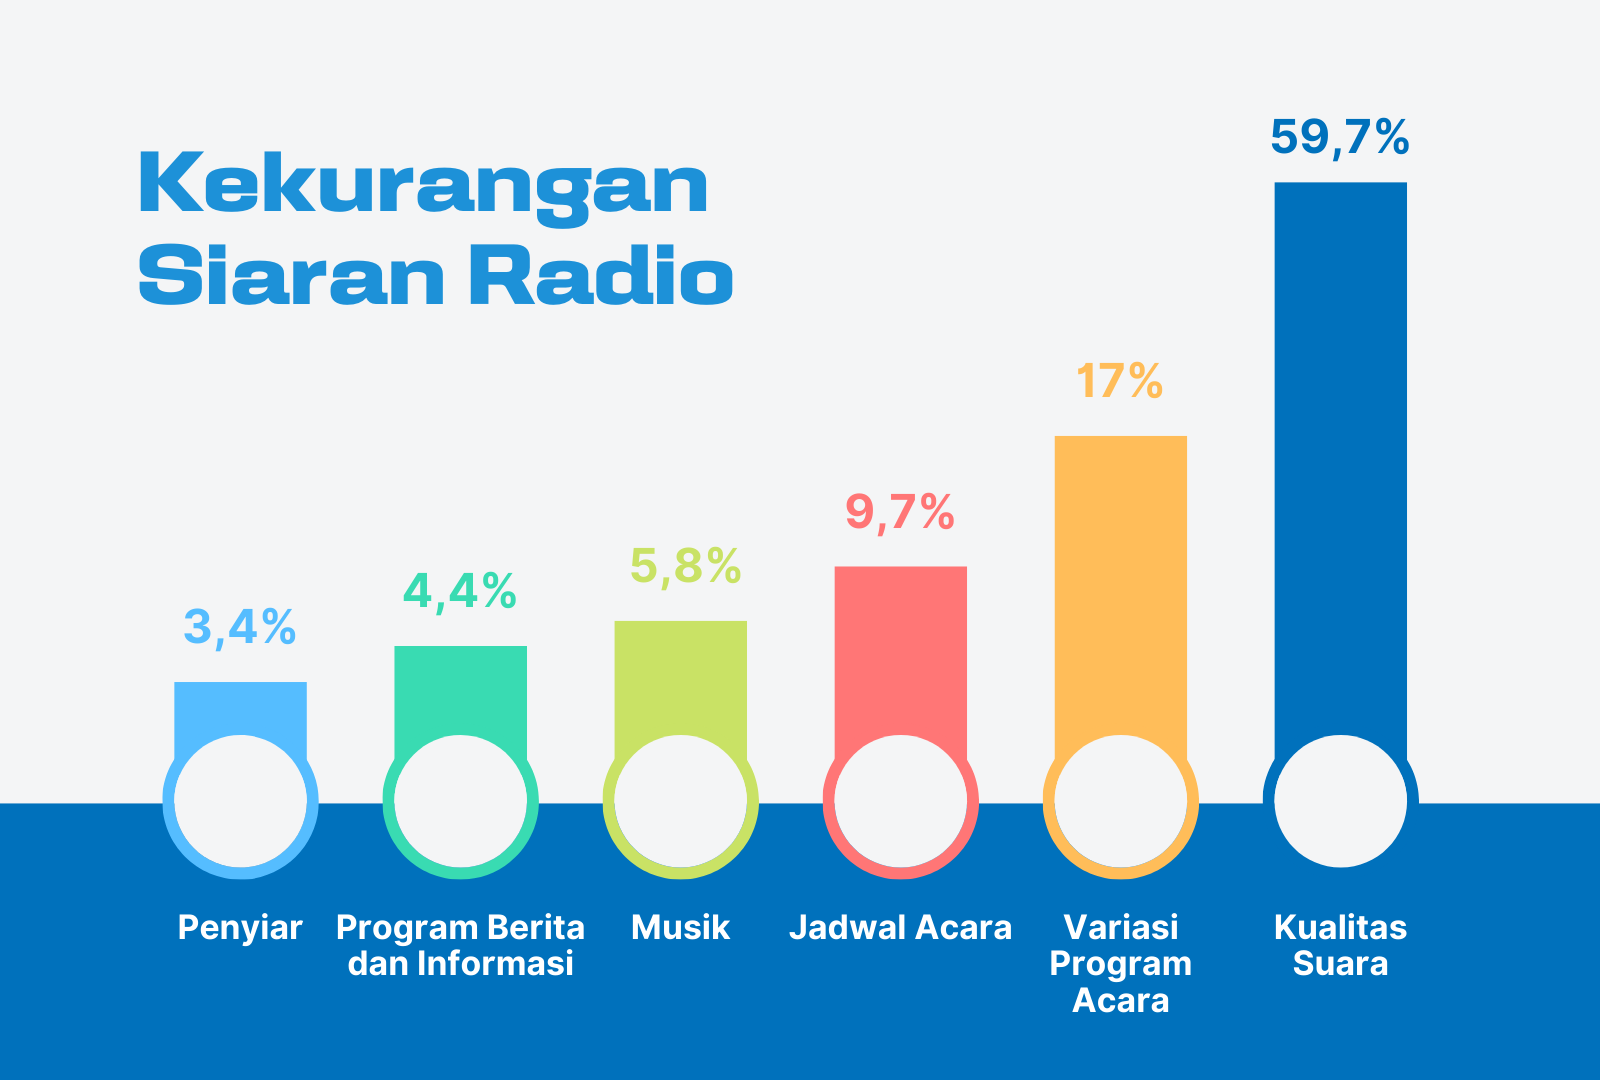 Kekurangan
Siaran Radio
3,4%
4,4%
5,8%
9,7%
17%
59,7%
Penyiar
Program Berita
dan Informasi
Musik
Jadwal Acara
Variasi
Program
Acara
Kualitas
Suara